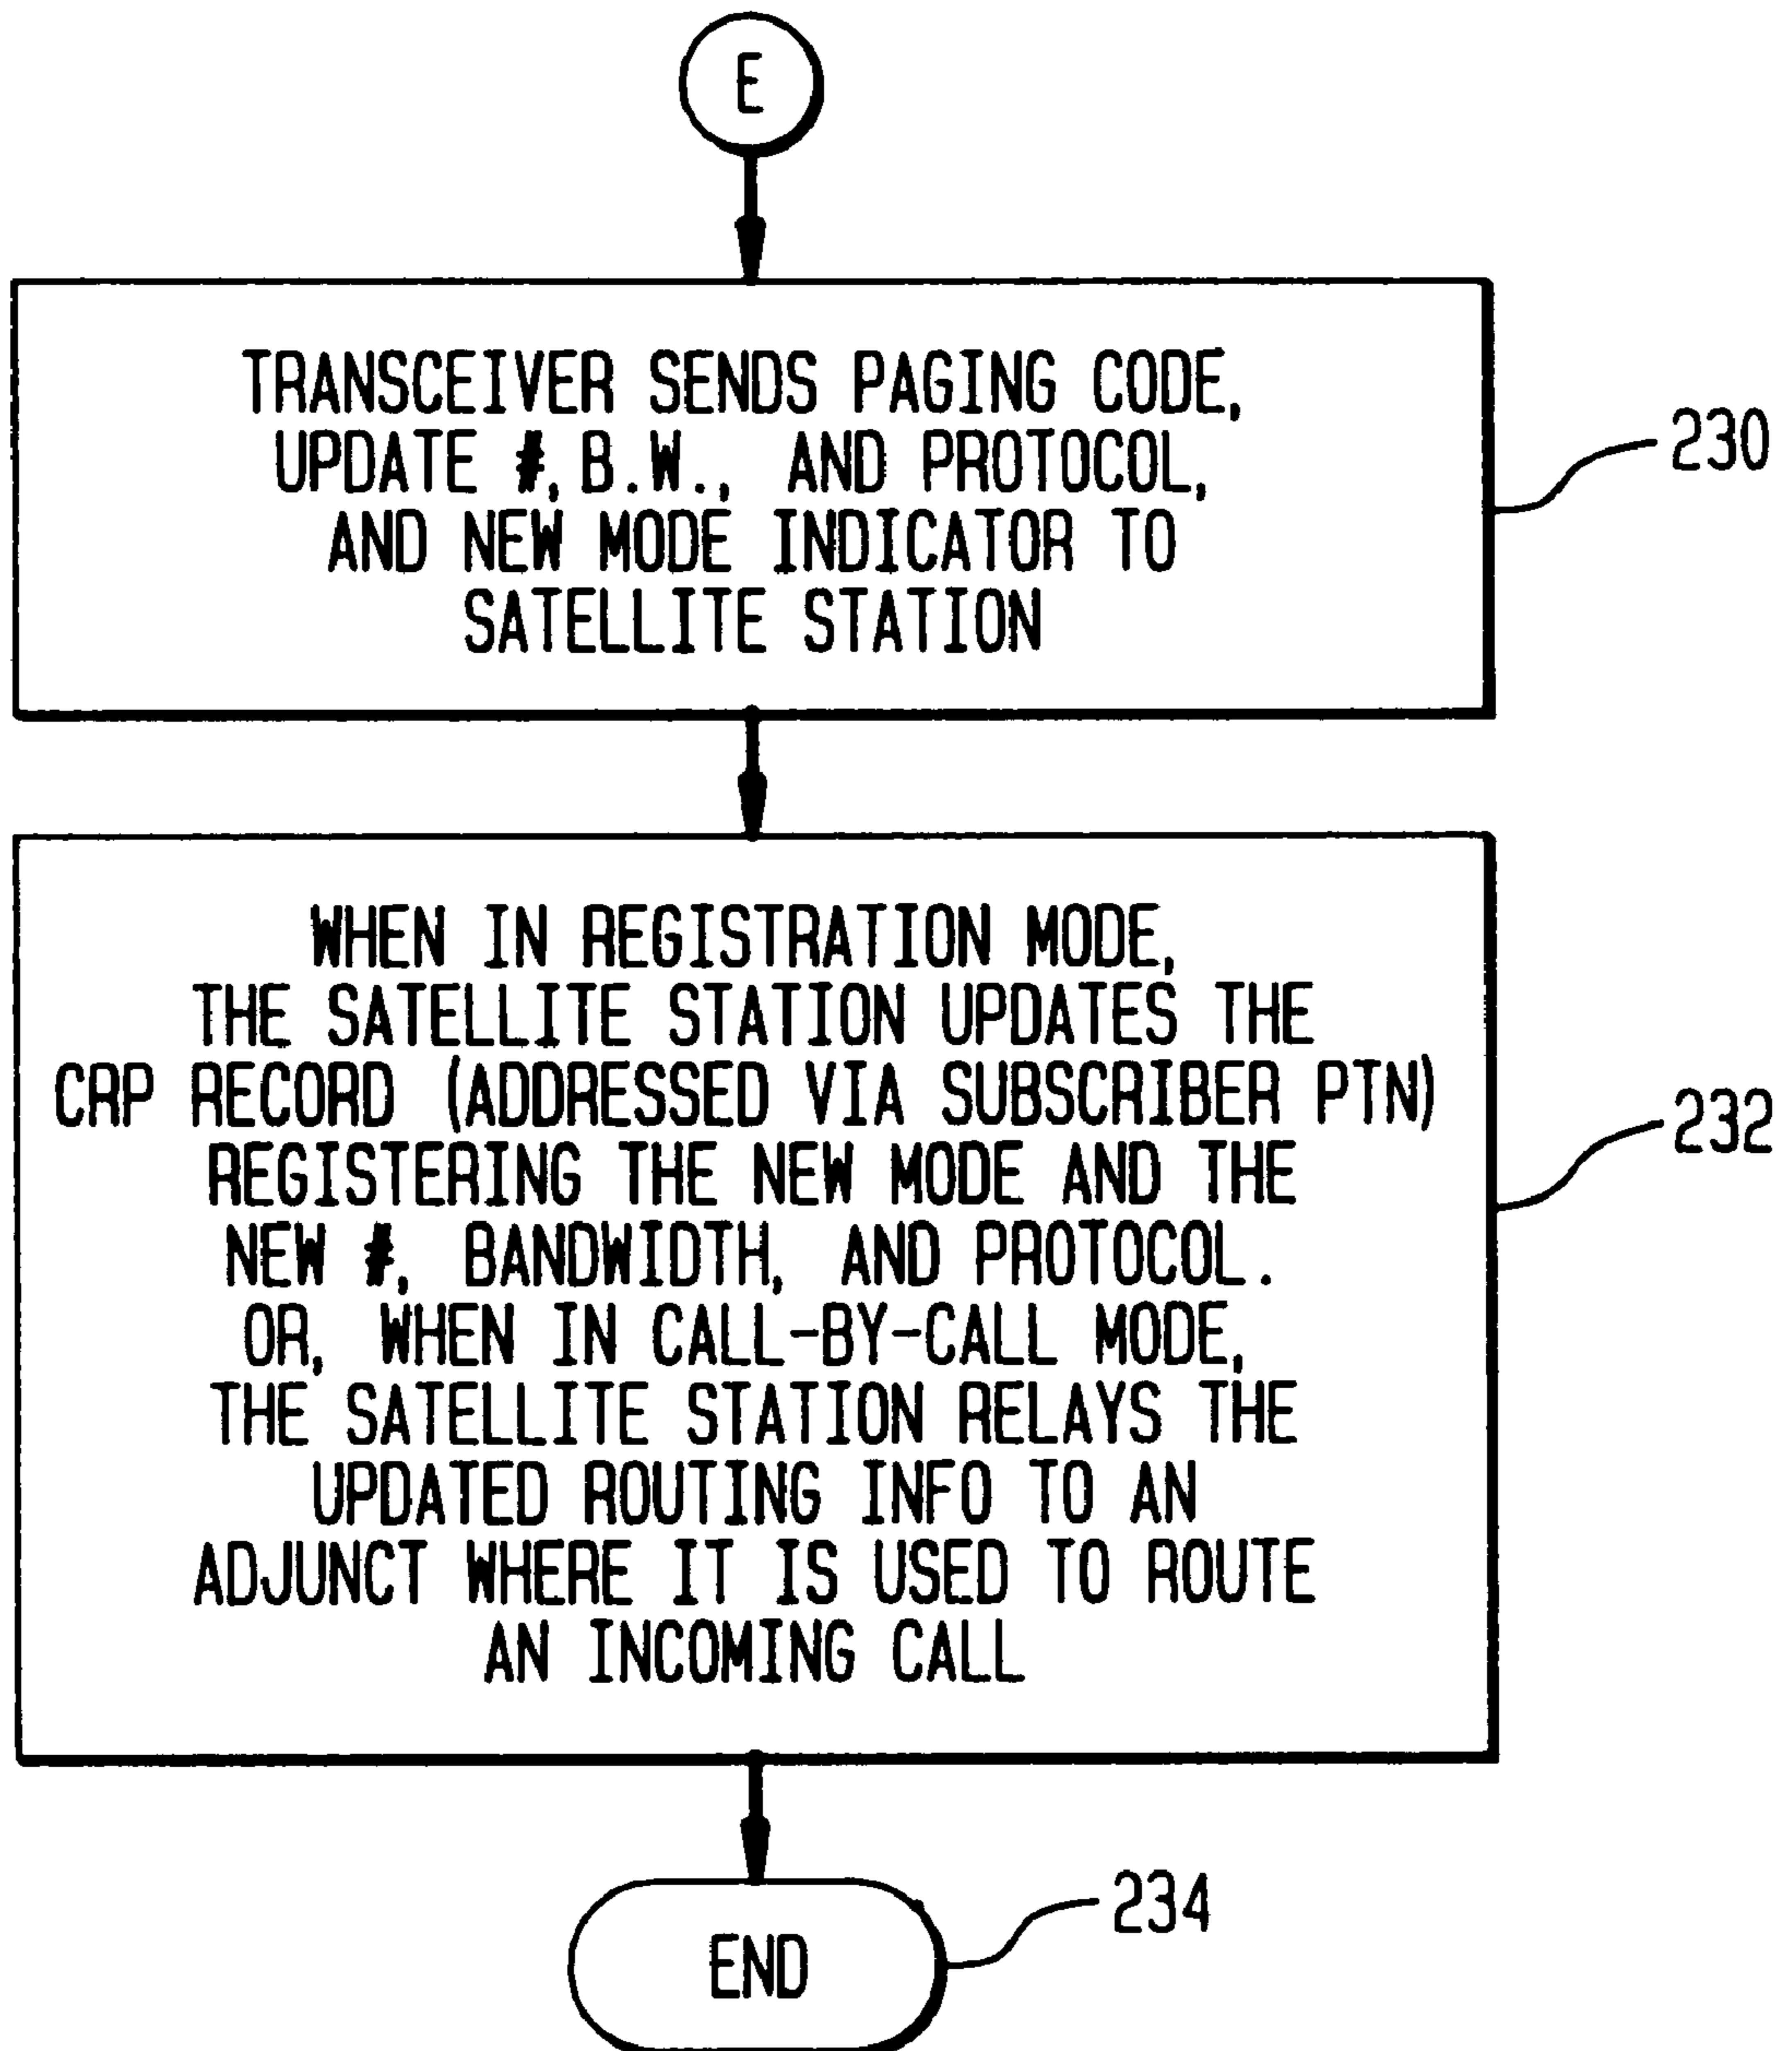 E
TRANSCEIVER SENDS PAGING CODE,
UPDATE #, B.W., AND PROTOCOL,
AND NEW MODE INDICATOR TO
SATELLITE STATION
230
WHEN IN REGISTRATION MODE,
THE SATELLITE STATION UPDATES THE
CRP RECORD (ADDRESSED VIA SUBSCRIBER PTN)
REGISTERING THE NEW MODE AND THE
NEW #, BANDWIDTH, AND PROTOCOL.
OR, WHEN IN CALL-BY-CALL MODE,
THE SATELLITE STATION RELAYS THE
UPDATED ROUTING INFO TO AN
ADJUNCT WHERE IT IS USED TO ROUTE
AN INCOMING CALL
232
END
234